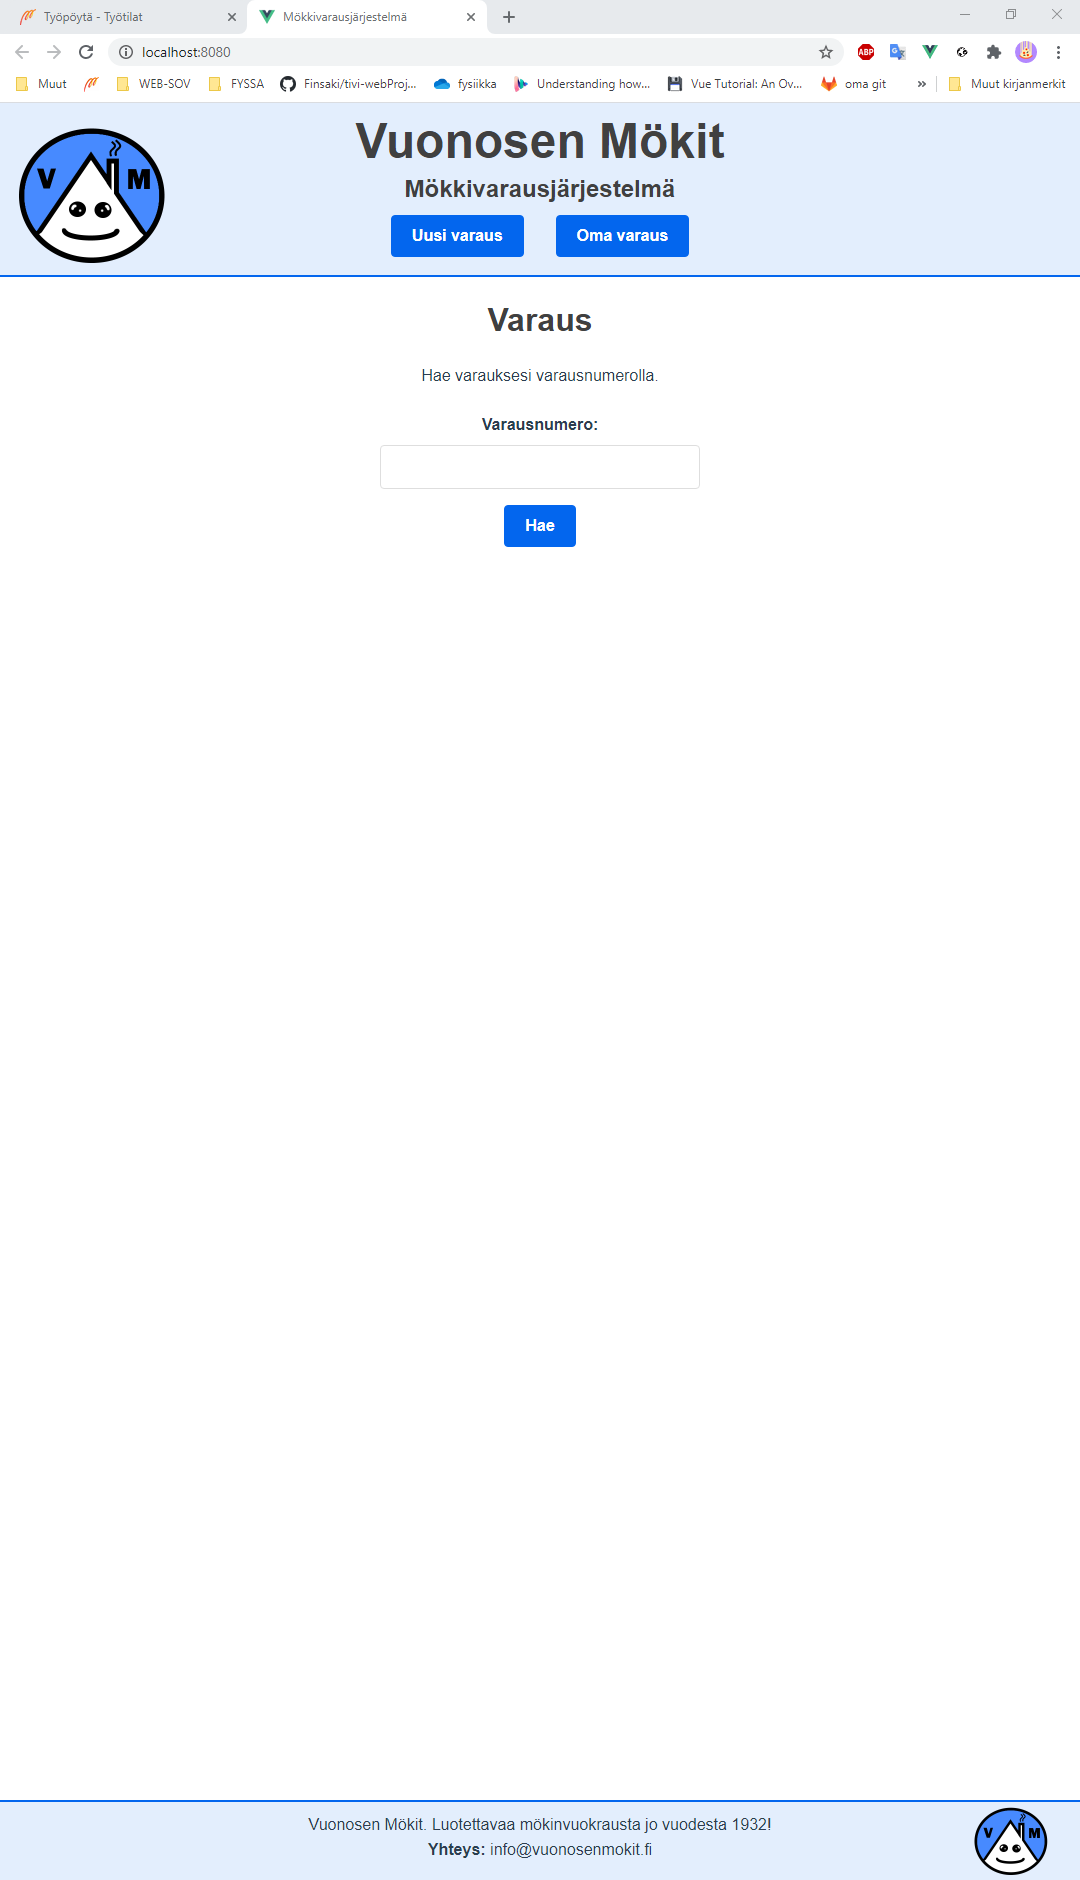 Työpöytä - Työtilat
Mökkivarausjärjestelmä
localhost:8080
ABP
Muut
WEB-SOV
FYSSA
Finsaki/tivi-webProj...
fysiikka
Understanding how...
Vue Tutorial: An Ov...
oma git
»
Muut kirjanmerkit
V M
Vuonosen Mökit
Mökkivarausjärjestelmä
Uusi varaus
Oma varaus
Varaus
Hae varauksesi varausnumerolla.
Varausnumero:
Hae
Vuonosen Mökit. Luotettavaa mökinvuokrausta jo vuodesta 1932!
Yhteys: info@vuonosenmokit.fi
V M